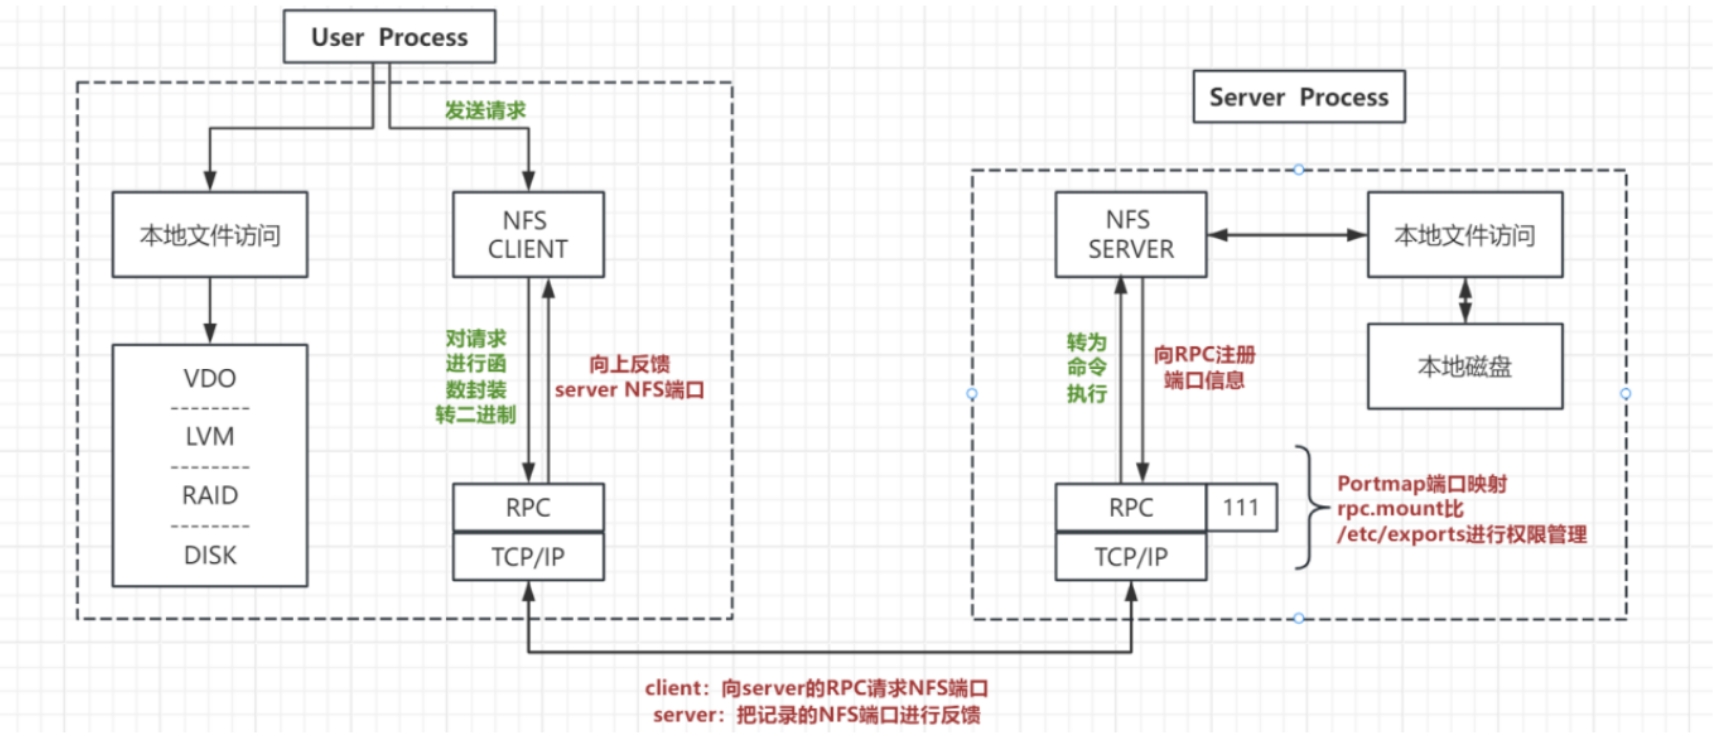 User Process
发送请求
本地文件访问
NFS
CLIENT
VDO
LVM
RAID
DISK
对请求
进行函
数封装
转二进制
向上反馈
server NFS端口
RPC
TCP/IP
Server Process
NFS
SERVER
本地文件访问
本地磁盘
转为
命令
执行
向RPC注册
端口信息
RPC
111
TCP/IP
Portmap端口映射
rpc.mount比
/etc/exports进行权限管理
client：向server的RPC请求NFS端口
server：把记录的NFS端口进行反馈